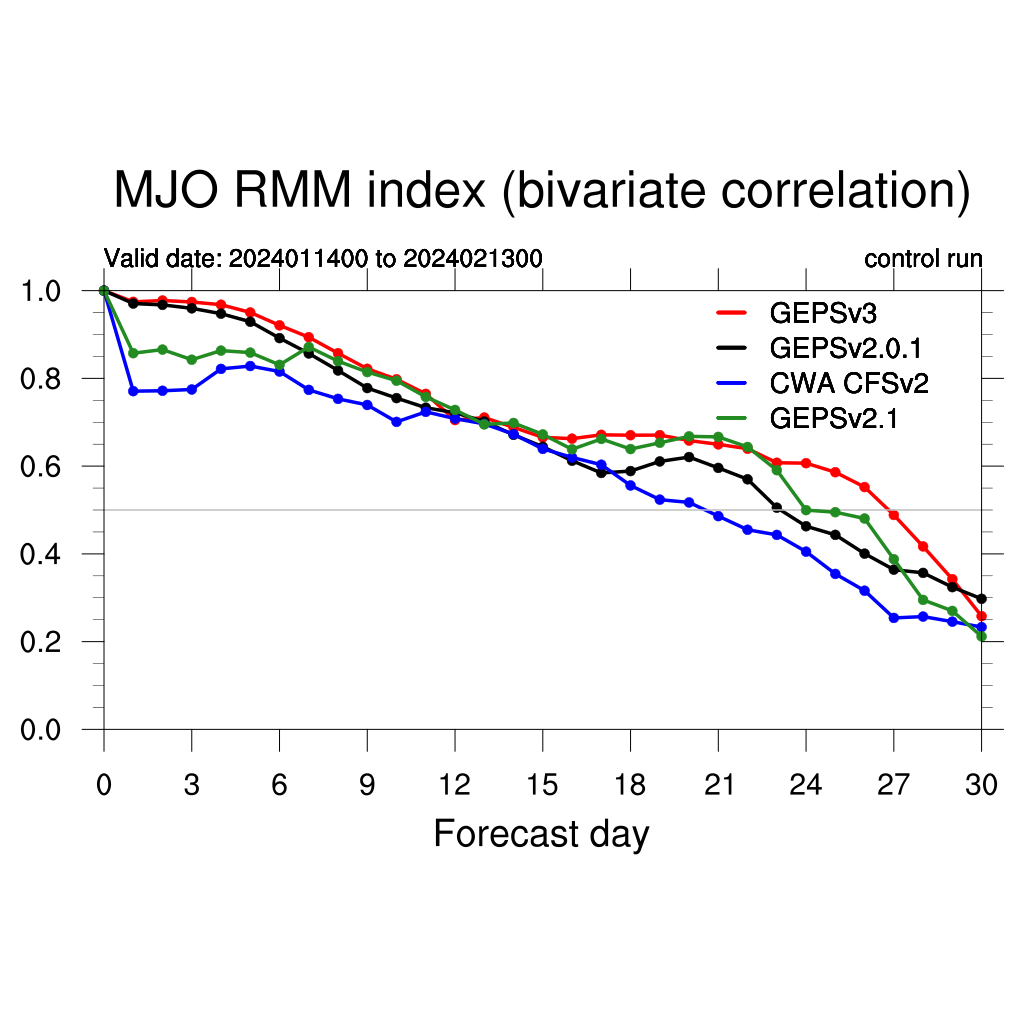 MJO RMM index (bivariate correlation)
Valid date: 2024011400 to 2024021300 control run
1.0
0.8
0.6
0.4
0.2
0.0
GEPSv3
GEPSv2.0.1
CWA CFSv2
GEPSv2.1
0 3 6 9 12 15 18 21 24 27 30
Forecast day